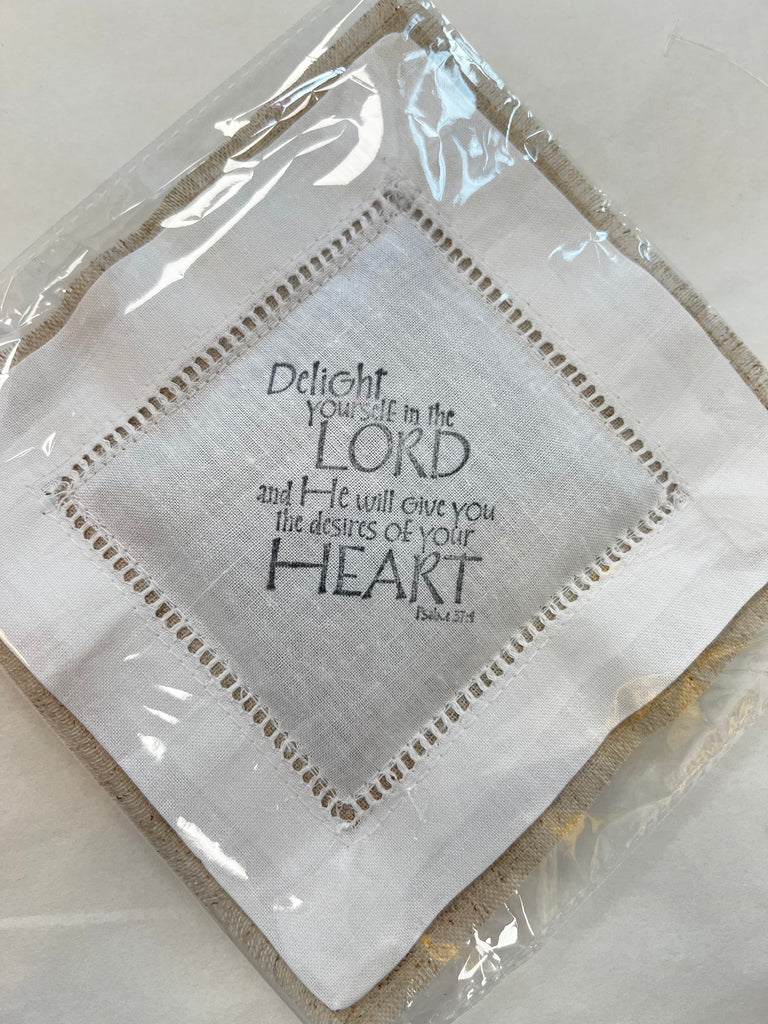 Delight
yourself in the
LORD
and He will give you
the desires of your
HEART
Psalm 37:4